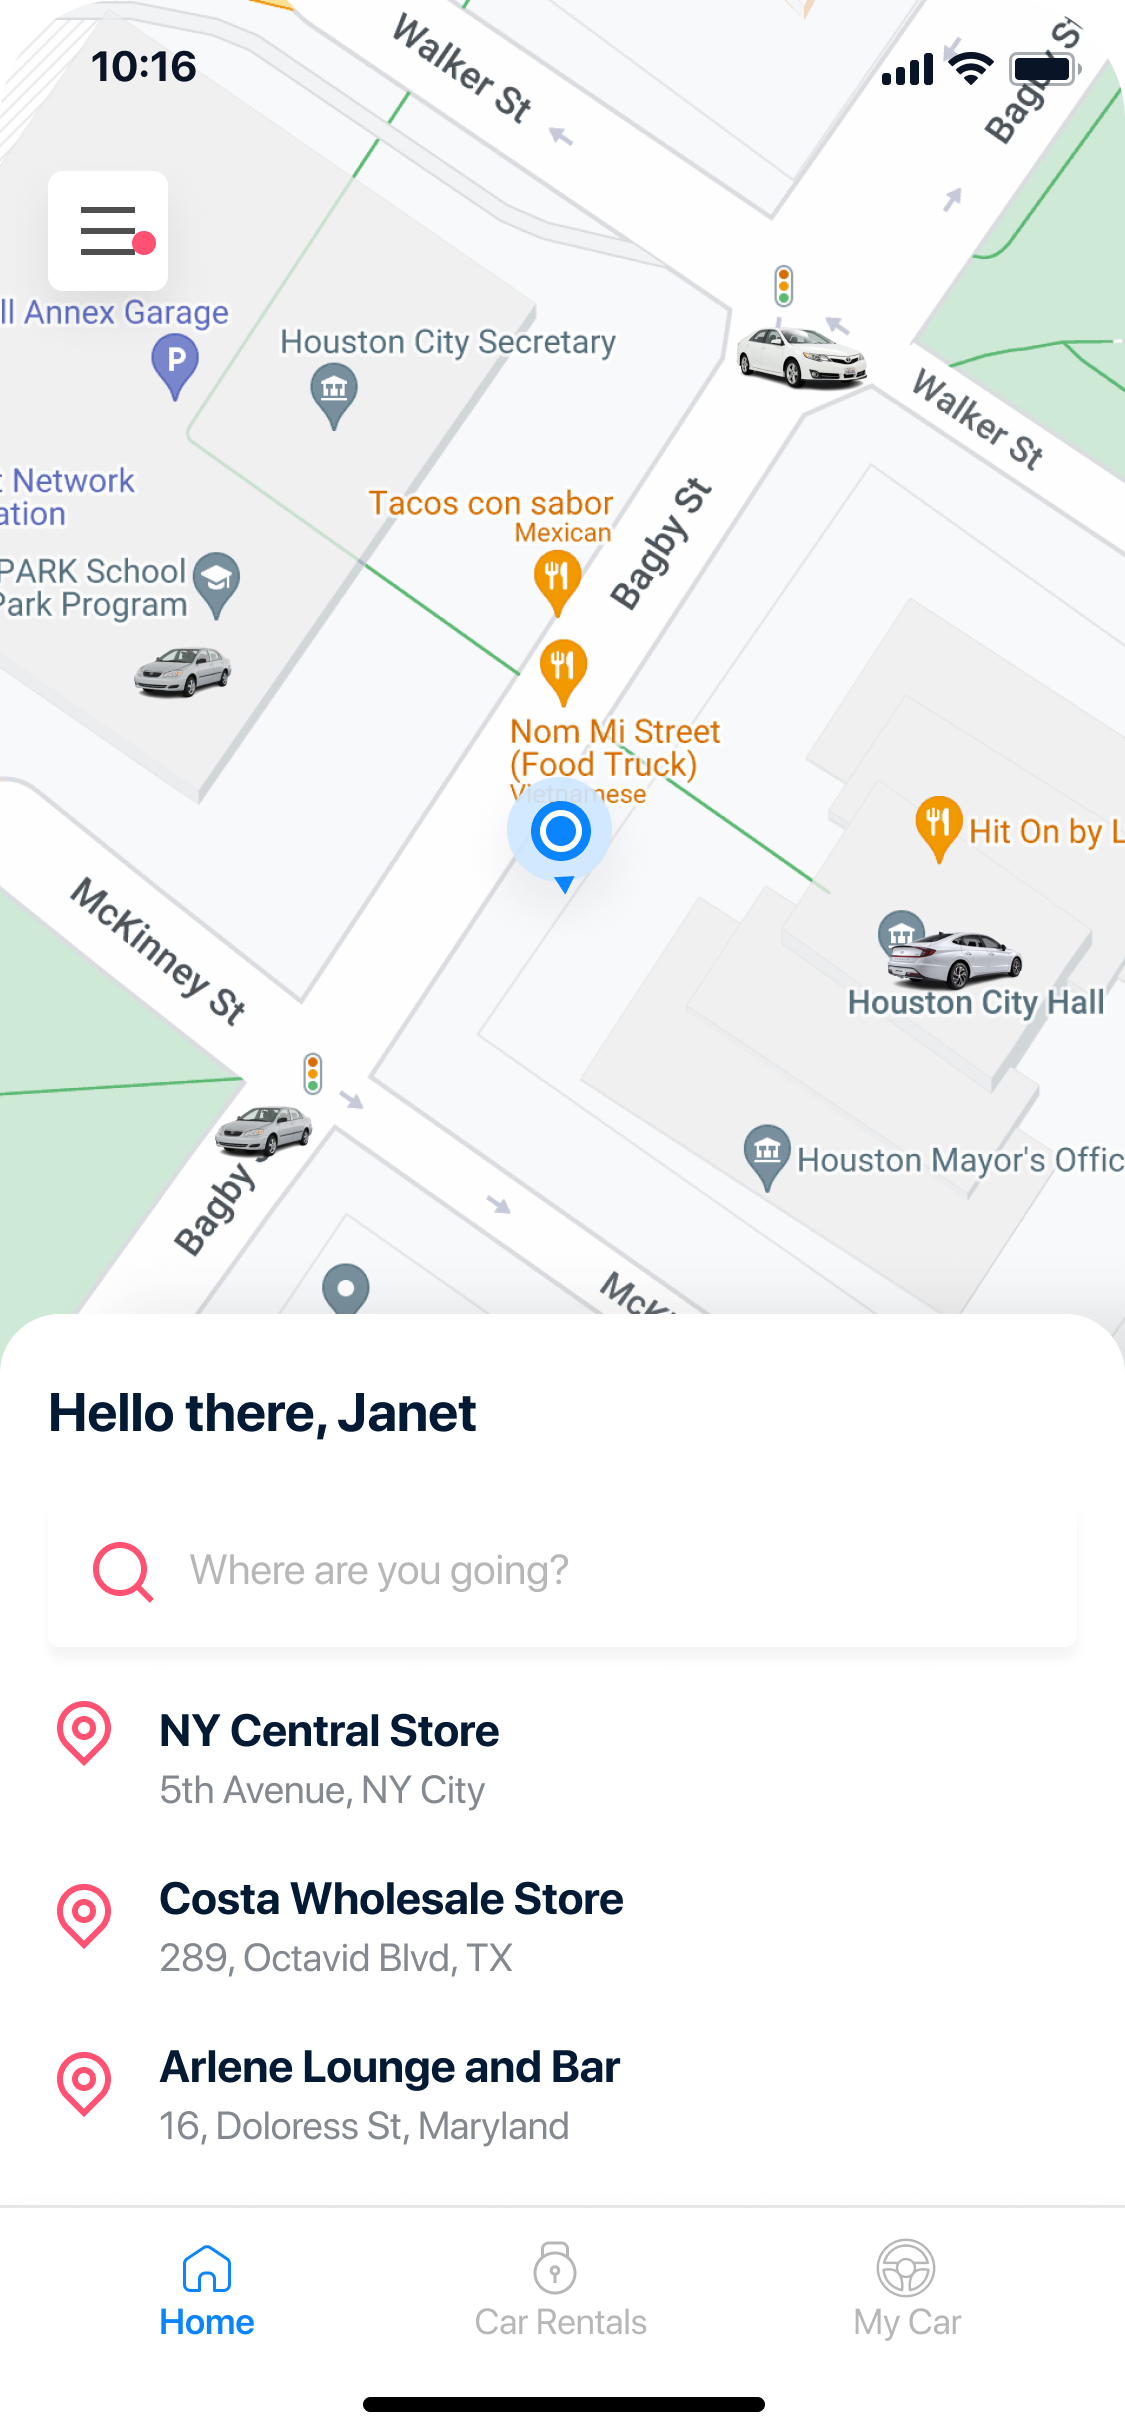 10:16
Walker St
Bagby St
ll Annex Garage
P
Houston City Secretary
Walker St
t Network
ation
Tacos con sabor
Mexican
Bagby St
PARK School
Park Program
Nom Mi Street
(Food Truck)
Vietnamese
Hit On by L
McKinney St
Houston City Hall
Houston Mayor's Offic
Bagby
McK
Hello there, Janet
Where are you going?
NY Central Store
5th Avenue, NY City
Costa Wholesale Store
289, Octavid Blvd, TX
Arlene Lounge and Bar
16, Doloress St, Maryland
Home
Car Rentals
My Car